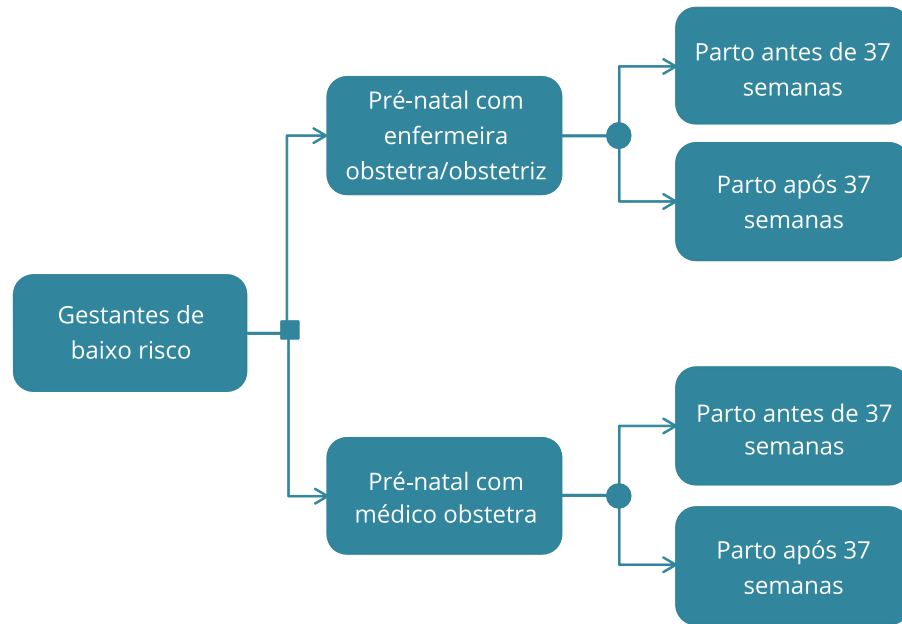 Gestantes de
baixo risco
Pré-natal com
enfermeira
obstetra/obstetriz
Parto antes de 37
semanas
Parto após 37
semanas
Pré-natal com
médico obstetra
Parto antes de 37
semanas
Parto após 37
semanas